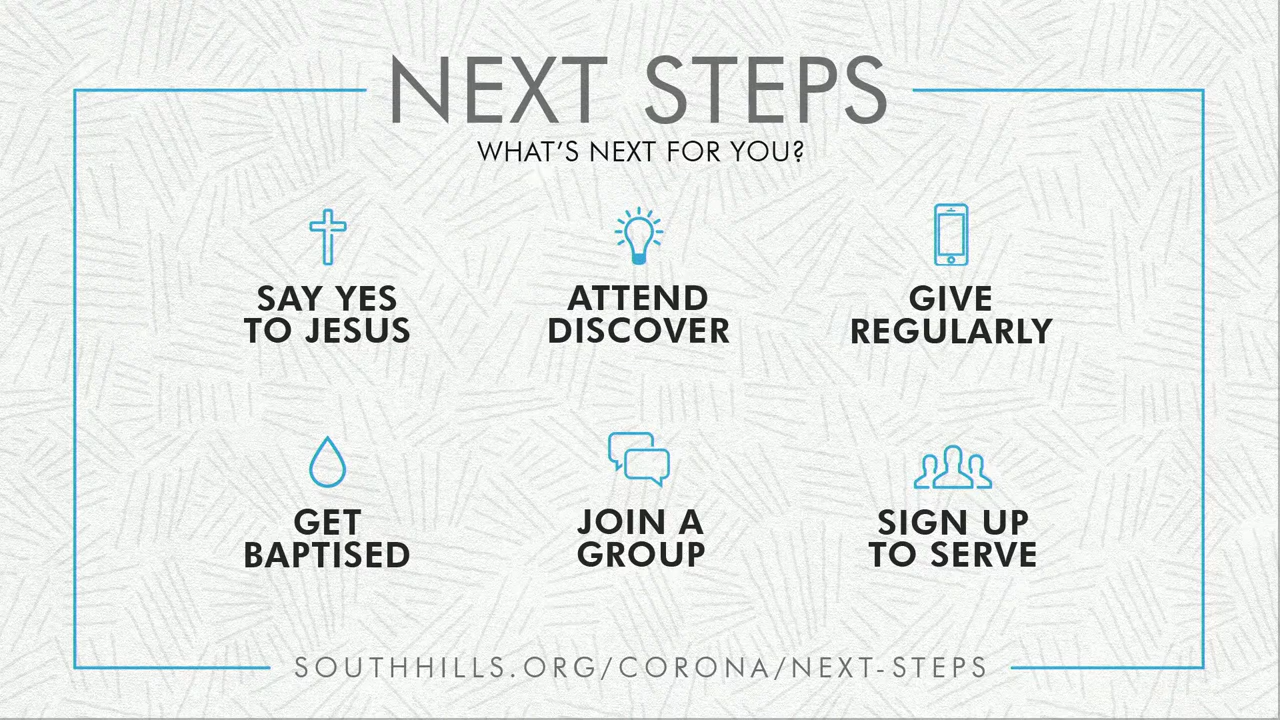 NEXT STEPS
WHAT'S NEXT FOR YOU?
SAY YES
TO JESUS
ATTEND
DISCOVER
GIVE
REGULARLY
GET
BAPTISED
JOIN A
GROUP
SIGN UP
TO SERVE
SOUTHHILLS.ORG/CORONA/NEXT-STEPS